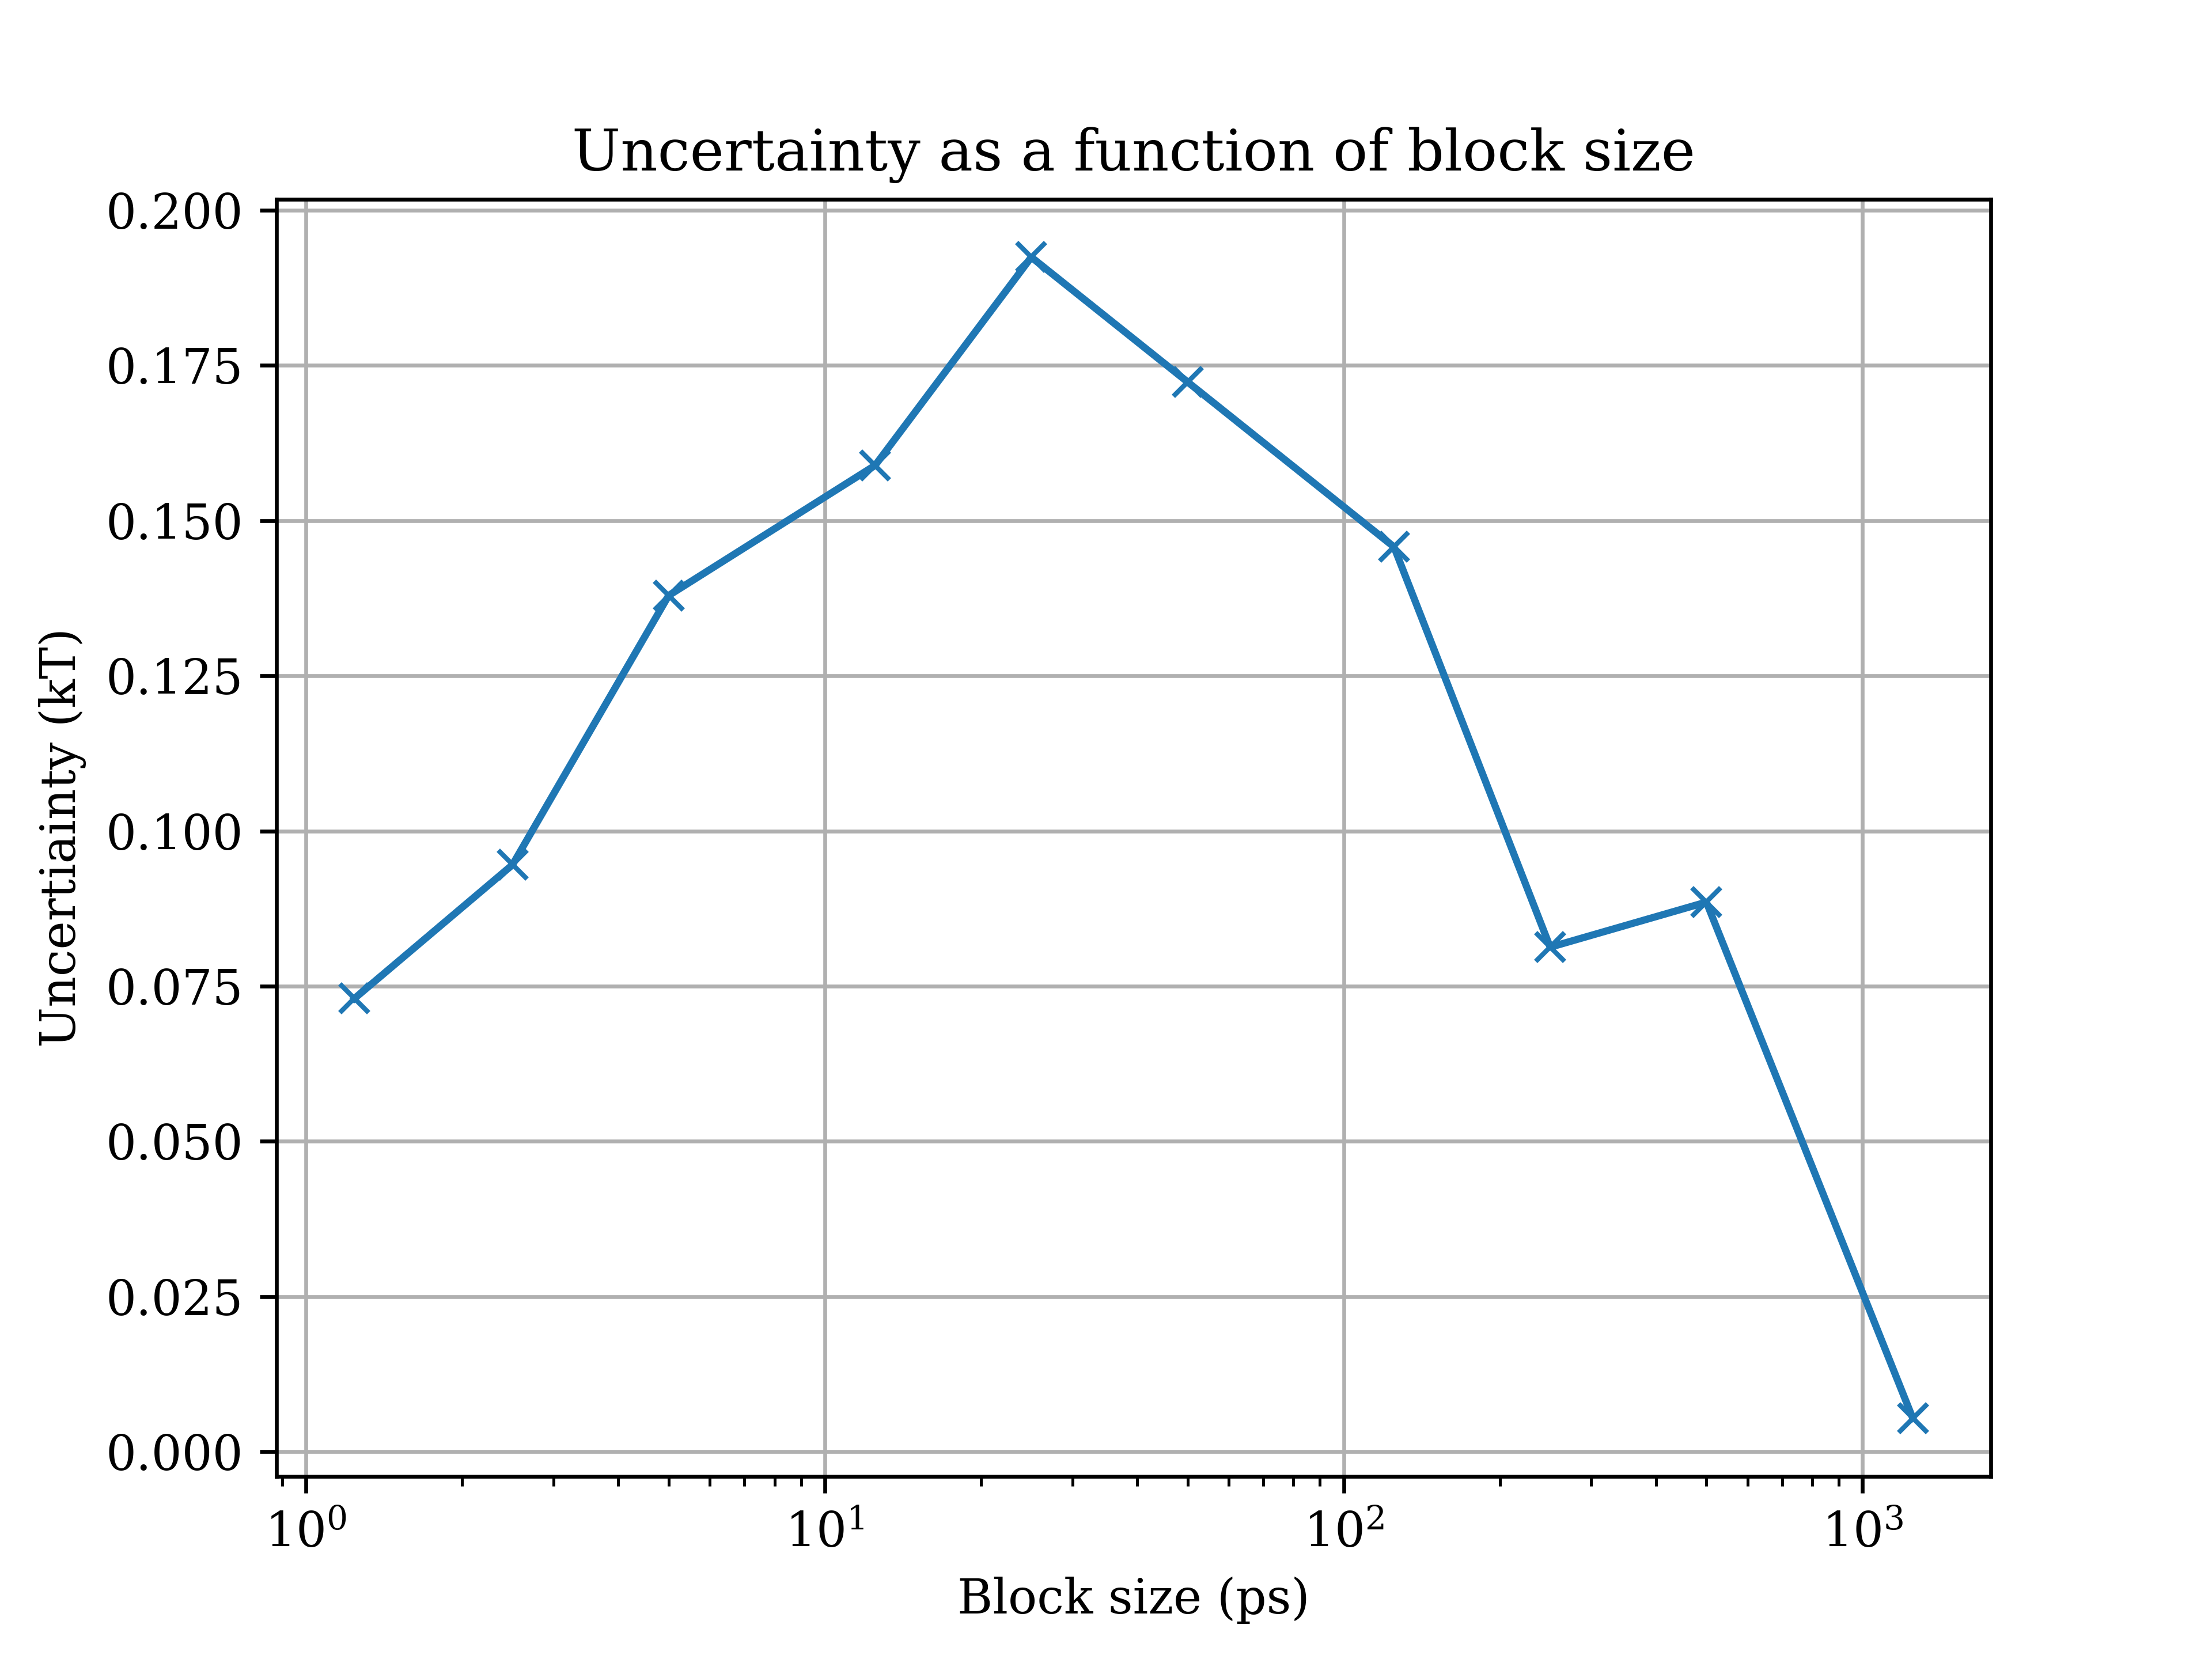 Uncertainty as a function of block size
0.200
0.175
0.150
0.125
0.100
0.075
0.050
0.025
0.000
Uncertiainty (kT)
10⁰ 10¹ 10² 10³
Block size (ps)